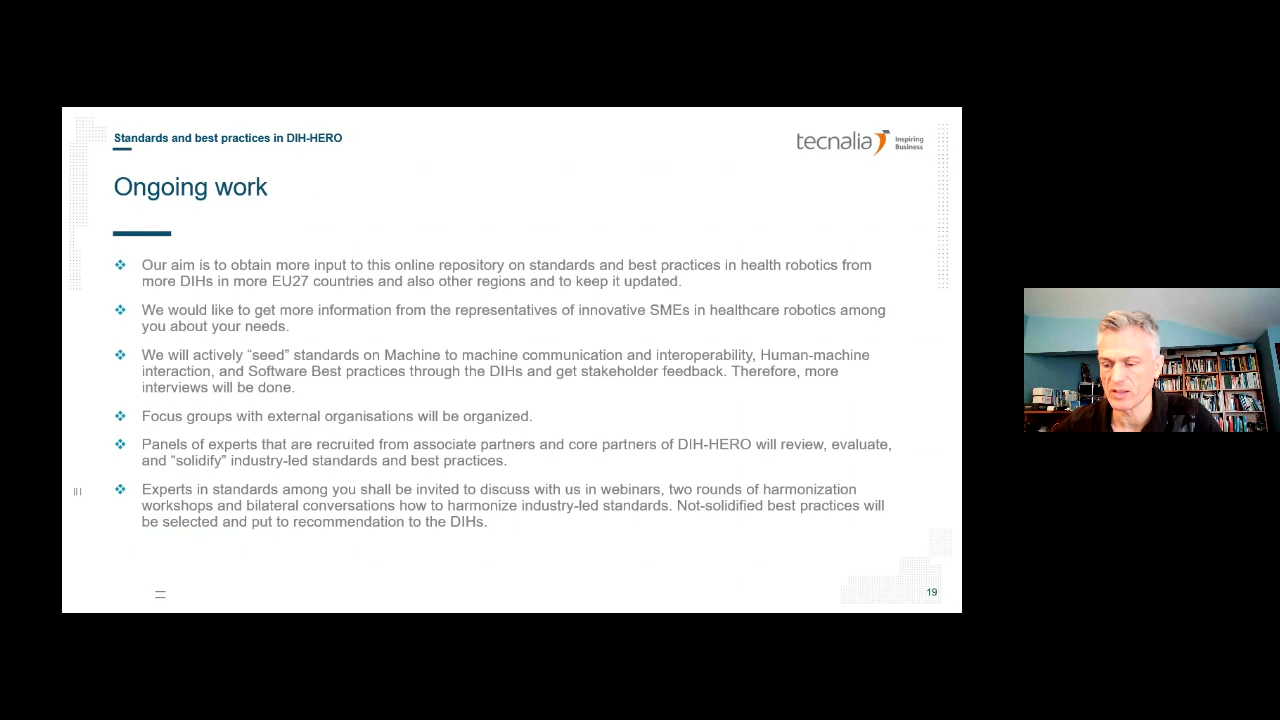 Standards and best practices in DIH-HERO
tecnalia Inspiring
Business
Ongoing work
❖ Our aim is to obtain more input to this online repository on standards and best practices in health robotics from
more DIHs in more EU27 countries and also other regions and to keep it updated.
❖ We would like to get more information from the representatives of innovative SMEs in healthcare robotics among
you about your needs.
❖ We will actively “seed” standards on Machine to machine communication and interoperability, Human-machine
interaction, and Software Best practices through the DIHs and get stakeholder feedback. Therefore, more
interviews will be done.
❖ Focus groups with external organisations will be organized.
❖ Panels of experts that are recruited from associate partners and core partners of DIH-HERO will review, evaluate,
and “solidify” industry-led standards and best practices.
❖ Experts in standards among you shall be invited to discuss with us in webinars, two rounds of harmonization
workshops and bilateral conversations how to harmonize industry-led standards. Not-solidified best practices will
be selected and put to recommendation to the DIHs.
19